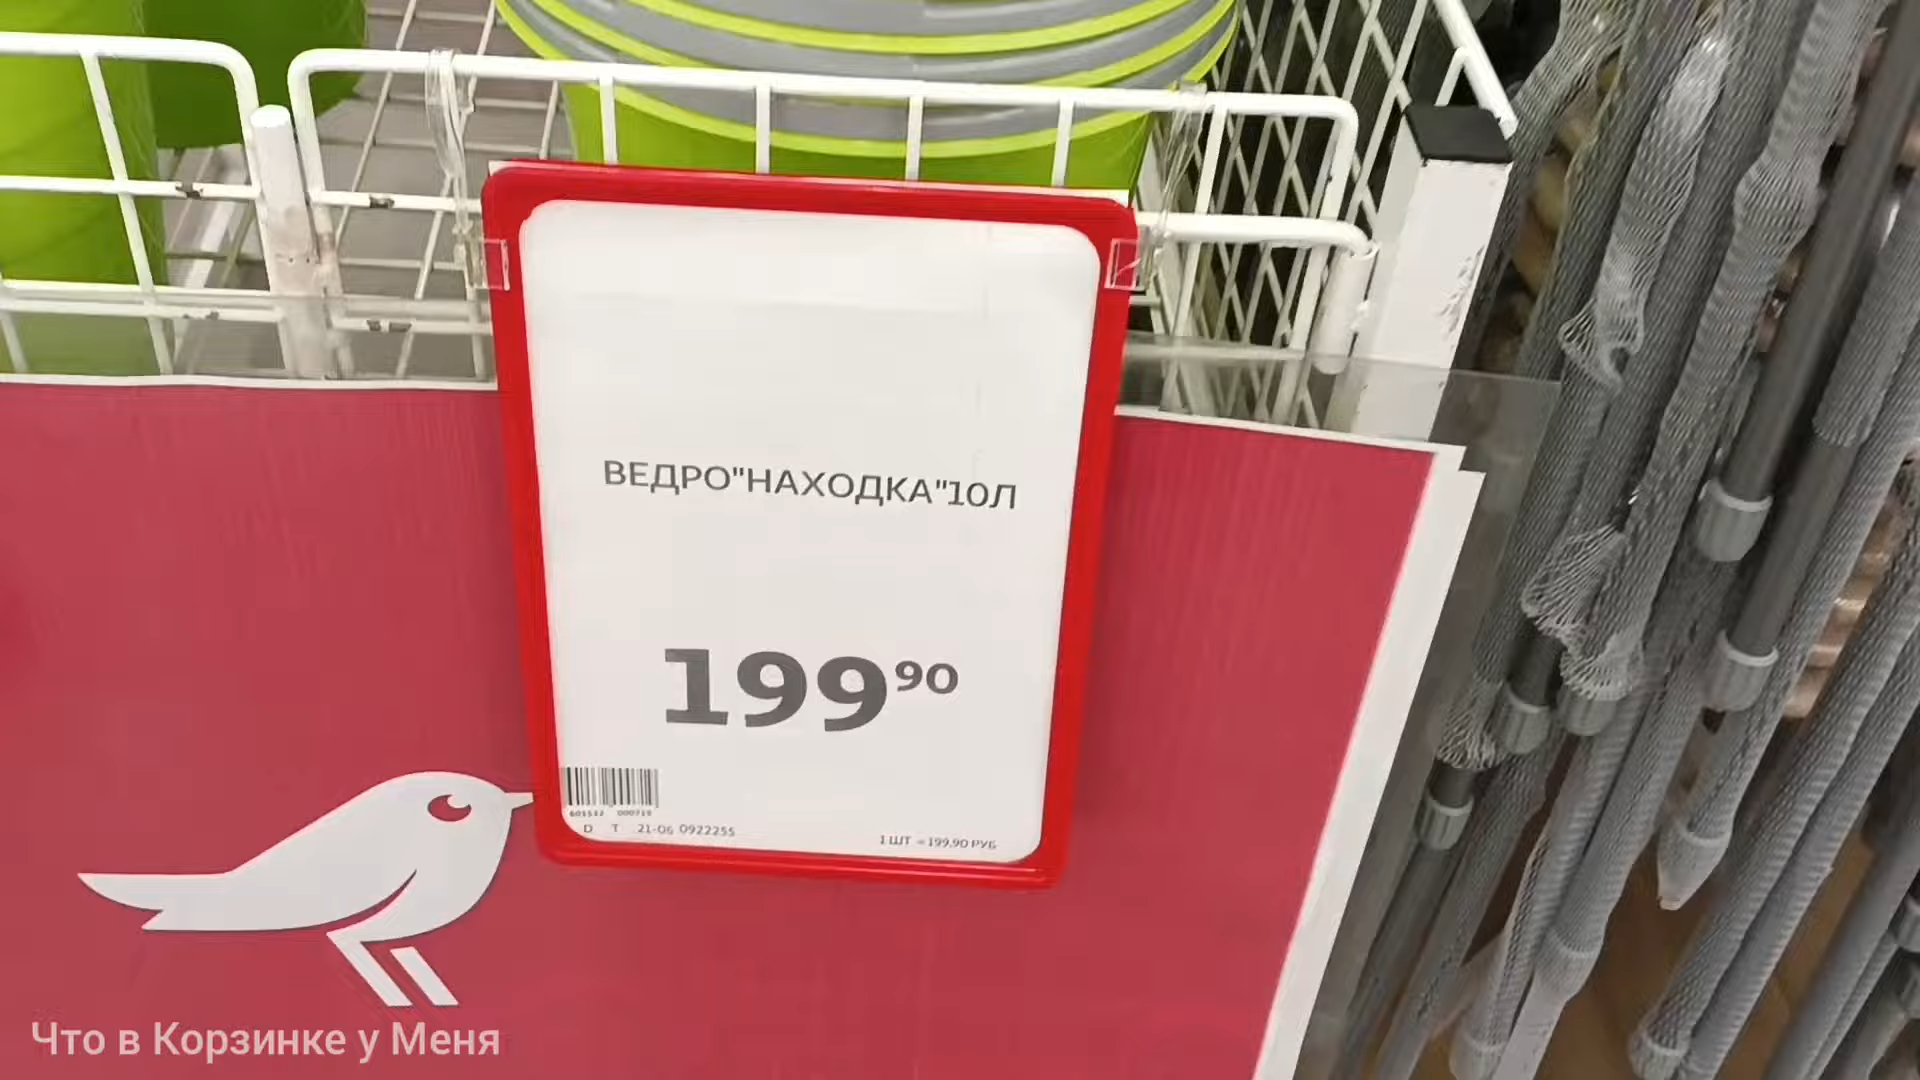 ВЕДРО"НАХОДКА"10Л
199⁹⁰
D T 21-06 0922255
1 ШТ = 199.90 РУБ
Что в Корзинке у Меня